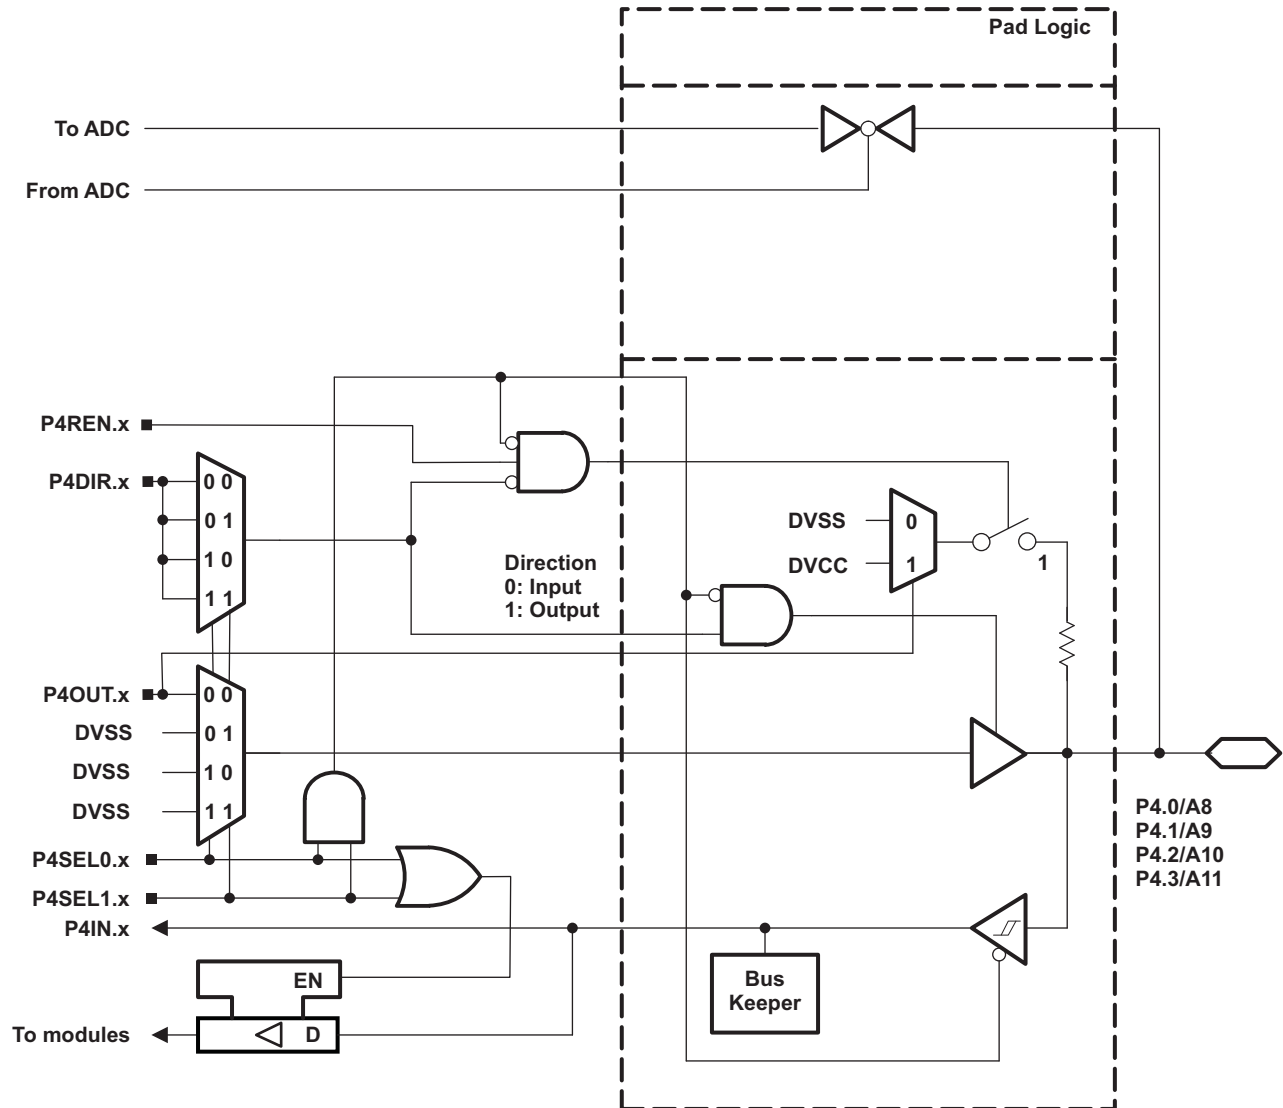 Pad Logic
To ADC
From ADC
P4REN.x
P4DIR.x
0 0
0 1
1 0
1 1
Direction
0: Input
1: Output
DVSS
0
DVCC
1
1
P4OUT.x
0 0
DVSS
0 1
DVSS
1 0
DVSS
1 1
P4.0/A8
P4.1/A9
P4.2/A10
P4.3/A11
P4SEL0.x
P4SEL1.x
P4IN.x
Bus
Keeper
EN
To modules
D